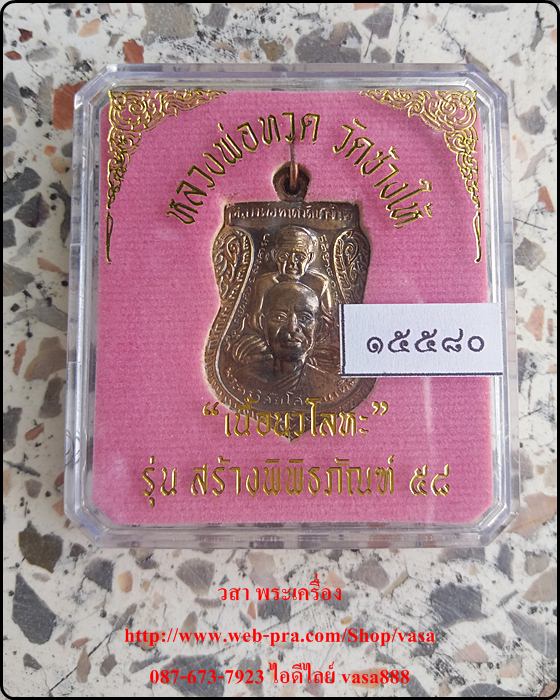 หลวงพ่อทวด วัดช้างให้
๑๕๕๘๐
"เนื้อนวโลหะ"
รุ่น สร้างพิพิธภัณฑ์ ๕๘
วสา พระเครื่อง
http://www.web-pra.com/Shop/vasa
087-673-7923 ไอดีไลย์ vasa888